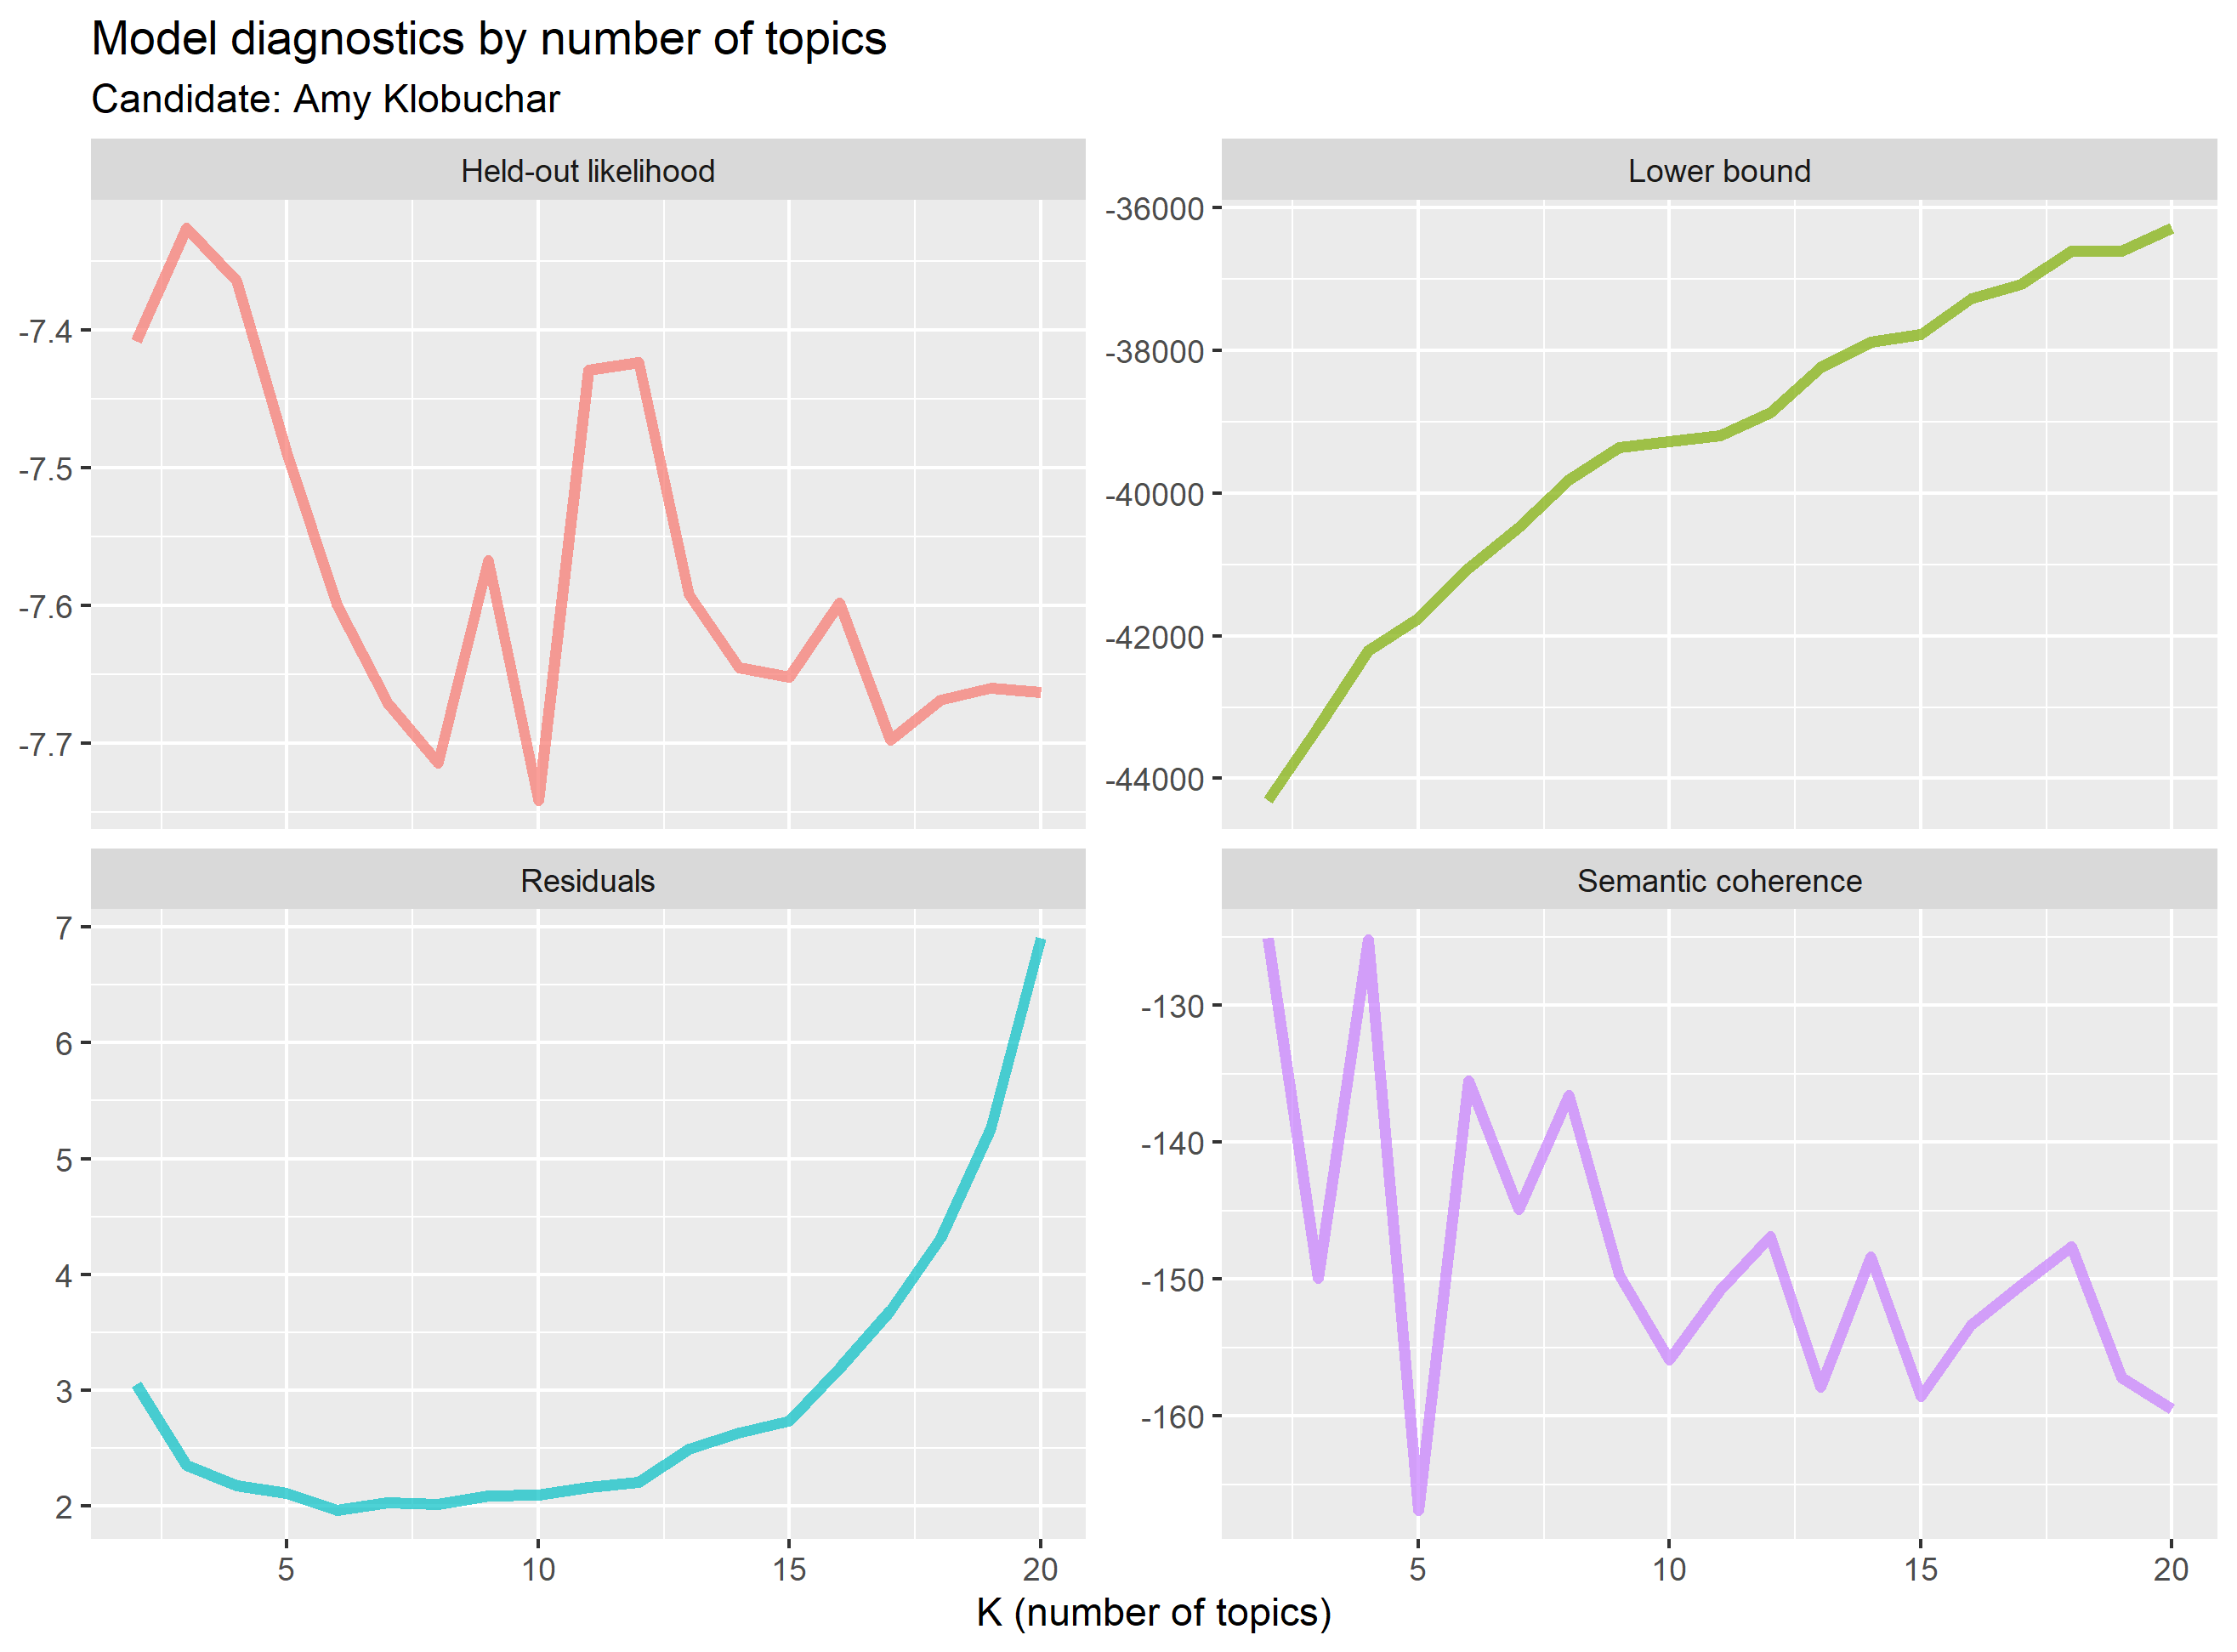 Model diagnostics by number of topics
Candidate: Amy Klobuchar
Held-out likelihood
-7.4
-7.5
-7.6
-7.7
Lower bound
-36000
-38000
-40000
-42000
-44000
Residuals
7
6
5
4
3
2
5 10 15 20
Semantic coherence
-130
-140
-150
-160
5 10 15 20
K (number of topics)